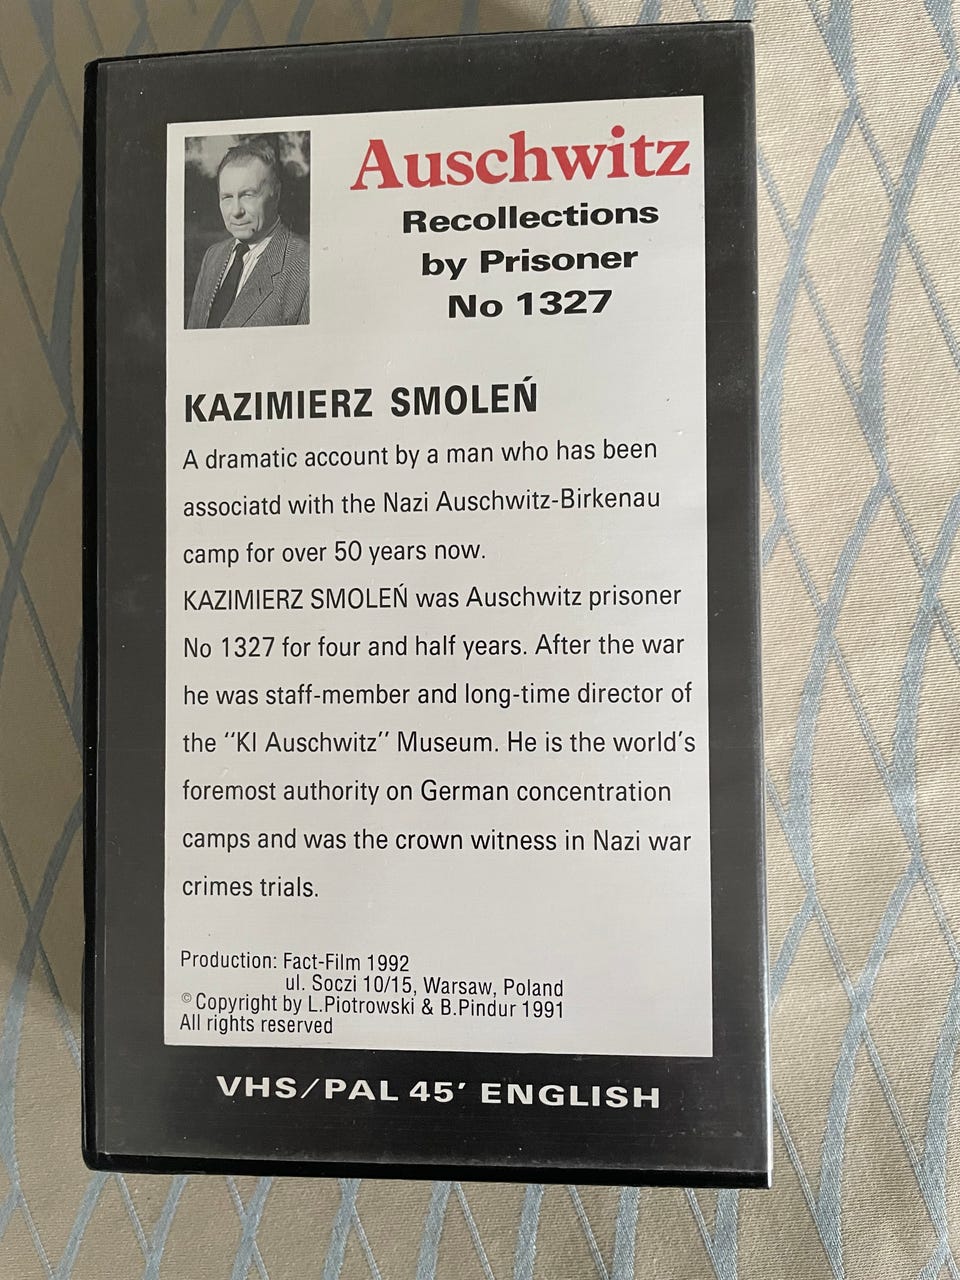 Auschwitz
Recollections
by Prisoner
No 1327
KAZIMIERZ SMOLEŃ
A dramatic account by a man who has been
associatd with the Nazi Auschwitz-Birkenau
camp for over 50 years now.
KAZIMIERZ SMOLEŃ was Auschwitz prisoner
No 1327 for four and half years. After the war
he was staff-member and long-time director of
the “KI Auschwitz” Museum. He is the world's
foremost authority on German concentration
camps and was the crown witness in Nazi war
crimes trials.
Production: Fact-Film 1992
ul. Soczi 10/15, Warsaw, Poland
© Copyright by L.Piotrowski & B.Pindur 1991
All rights reserved
VHS/PAL 45' ENGLISH